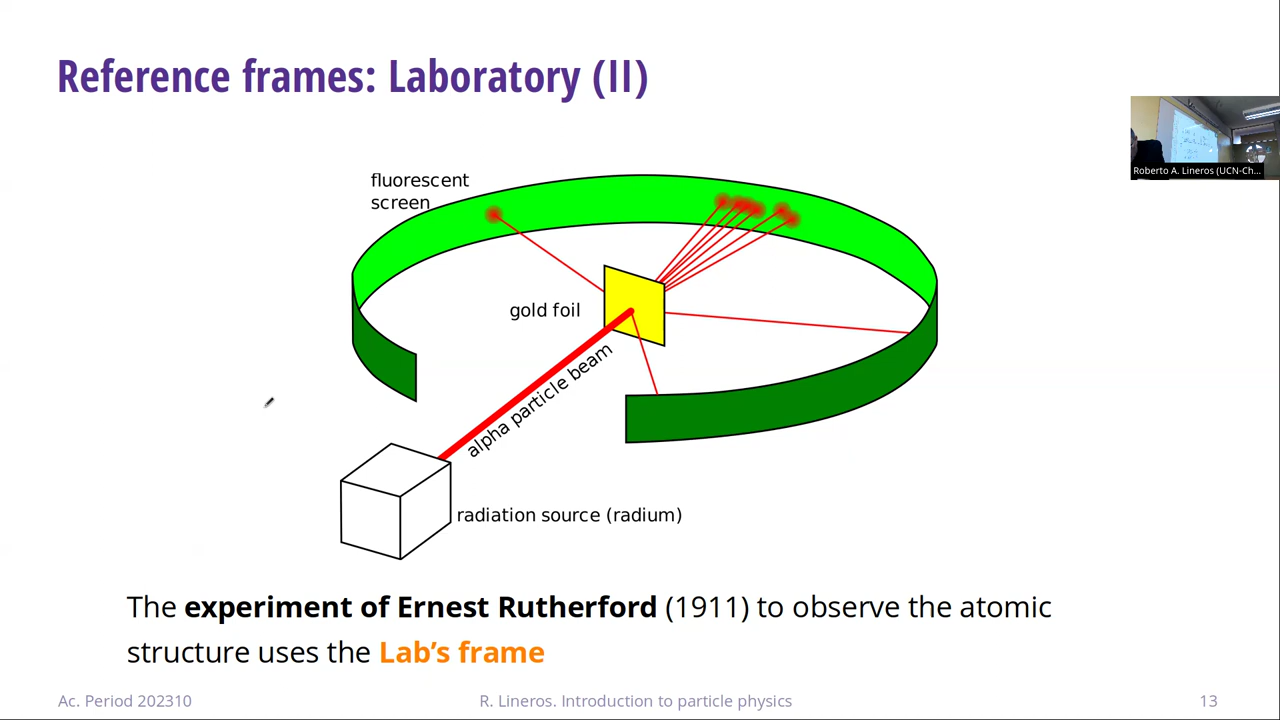 Reference frames: Laboratory (II)
Roberto A. Lineros (UCN-Ch...
fluorescent
screen
gold foil
alpha particle beam
radiation source (radium)
The experiment of Ernest Rutherford (1911) to observe the atomic
structure uses the Lab’s frame
Ac. Period 202310
R. Lineros. Introduction to particle physics
13